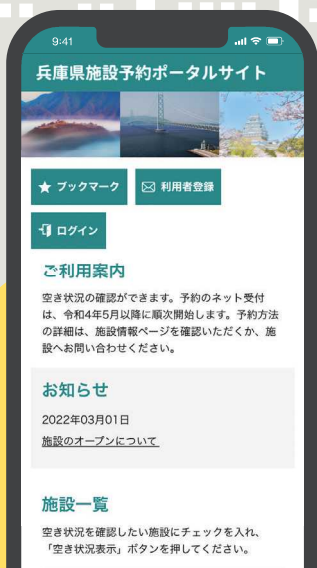 9:41
兵庫県施設予約ポータルサイト
ブックマーク
利用者登録
ログイン
ご利用案内
空き状況の確認ができます。予約のネット受付
は、令和4年5月以降に順次開始します。予約方法
の詳細は、施設情報ページを確認いただくか、施
設へお問い合わせください。
お知らせ
2022年03月01日
施設のオープンについて
施設一覧
空き状況を確認したい施設にチェックを入れ、
「空き状況表示」ボタンを押してください。